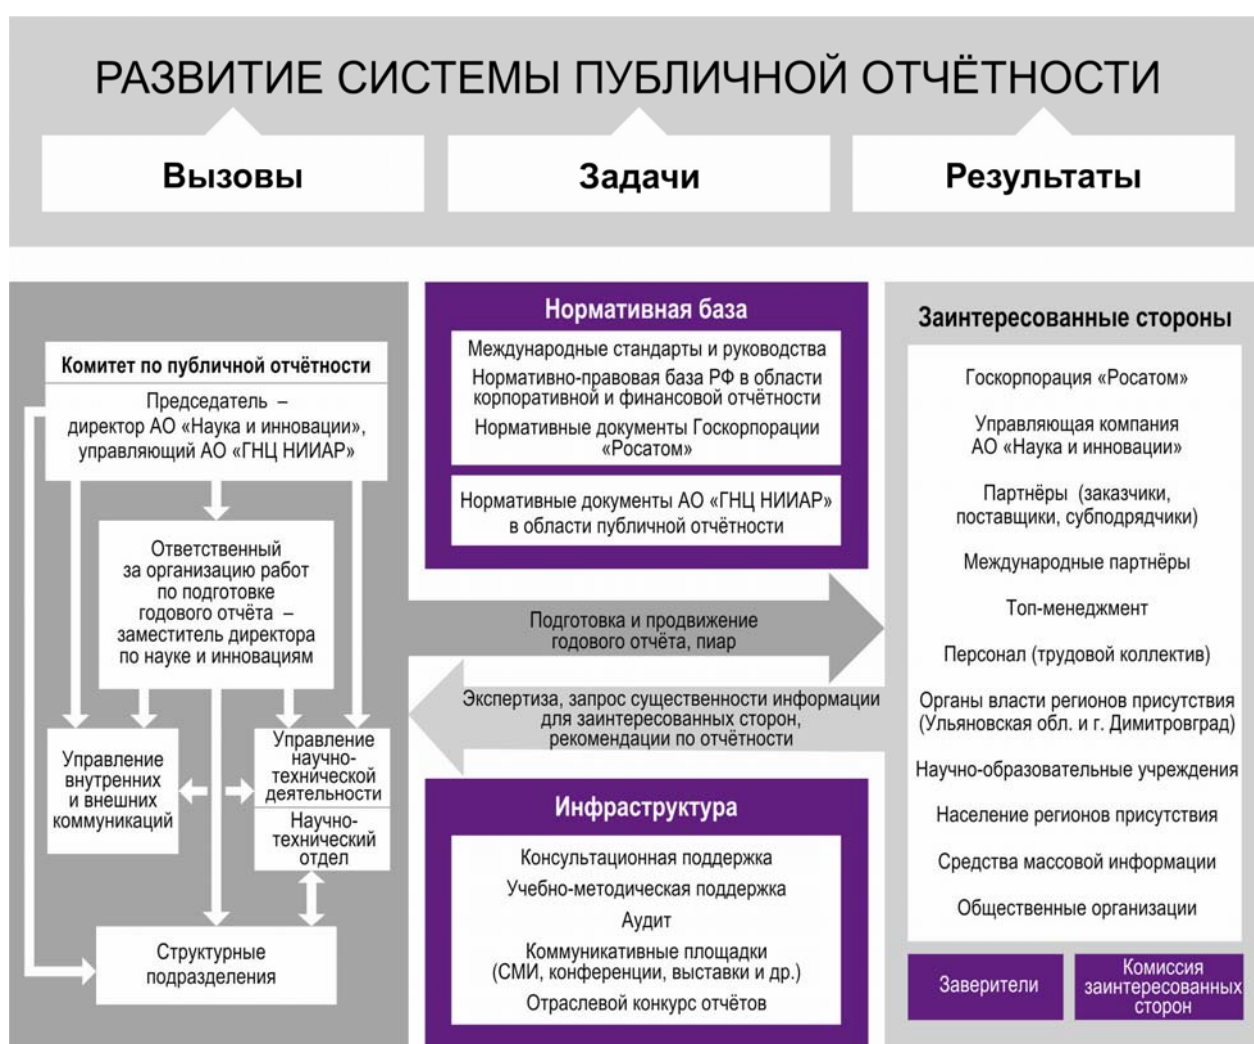 РАЗВИТИЕ СИСТЕМЫ ПУБЛИЧНОЙ ОТЧЁТНОСТИ
Вызовы
Задачи
Результаты
Комитет по публичной отчётности
Председатель –
директор АО «Наука и инновации»,
управляющий АО «ГНЦ НИИАР»
Ответственный
за организацию работ
по подготовке
годового отчёта –
заместитель директора
по науке и инновациям
Управление
внутренних
и внешних
коммуникаций
Управление
научно-
технической
деятельности
Научно-
технический
отдел
Структурные
подразделения
Нормативная база
Международные стандарты и руководства
Нормативно-правовая база РФ в области
корпоративной и финансовой отчётности
Нормативные документы Госкорпорации
«Росатом»
Нормативные документы АО «ГНЦ НИИАР»
в области публичной отчётности
Подготовка и продвижение
годового отчёта, пиар
Экспертиза, запрос существенности информации
для заинтересованных сторон,
рекомендации по отчётности
Инфраструктура
Консультационная поддержка
Учебно-методическая поддержка
Аудит
Коммуникативные площадки
(СМИ, конференции, выставки и др.)
Отраслевой конкурс отчётов
Заинтересованные стороны
Госкорпорация «Росатом»
Управляющая компания
АО «Наука и инновации»
Партнёры (заказчики,
поставщики, субподрядчики)
Международные партнёры
Топ-менеджмент
Персонал (трудовой коллектив)
Органы власти регионов присутствия
(Ульяновская обл. и г. Димитровград)
Научно-образовательные учреждения
Население регионов присутствия
Средства массовой информации
Общественные организации
Заверители
Комиссия
заинтересованных
сторон